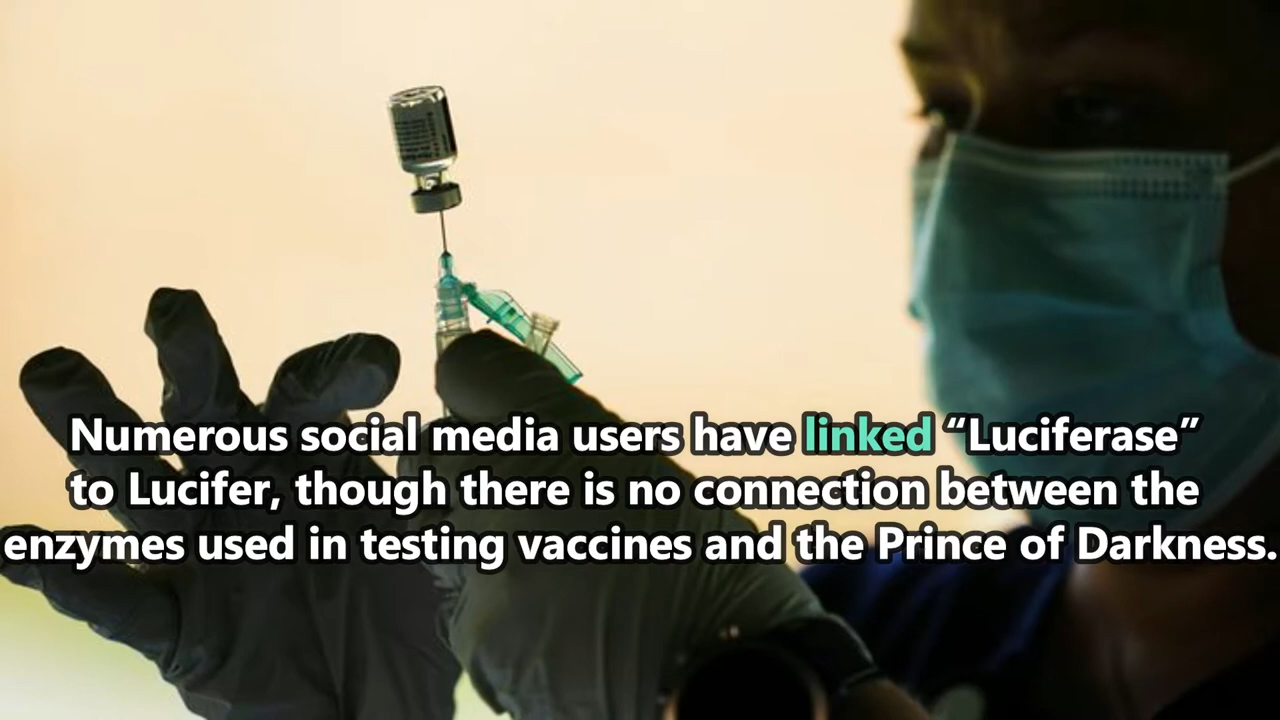 Numerous social media users have linked “Luciferase”
to Lucifer, though there is no connection between the
enzymes used in testing vaccines and the Prince of Darkness.